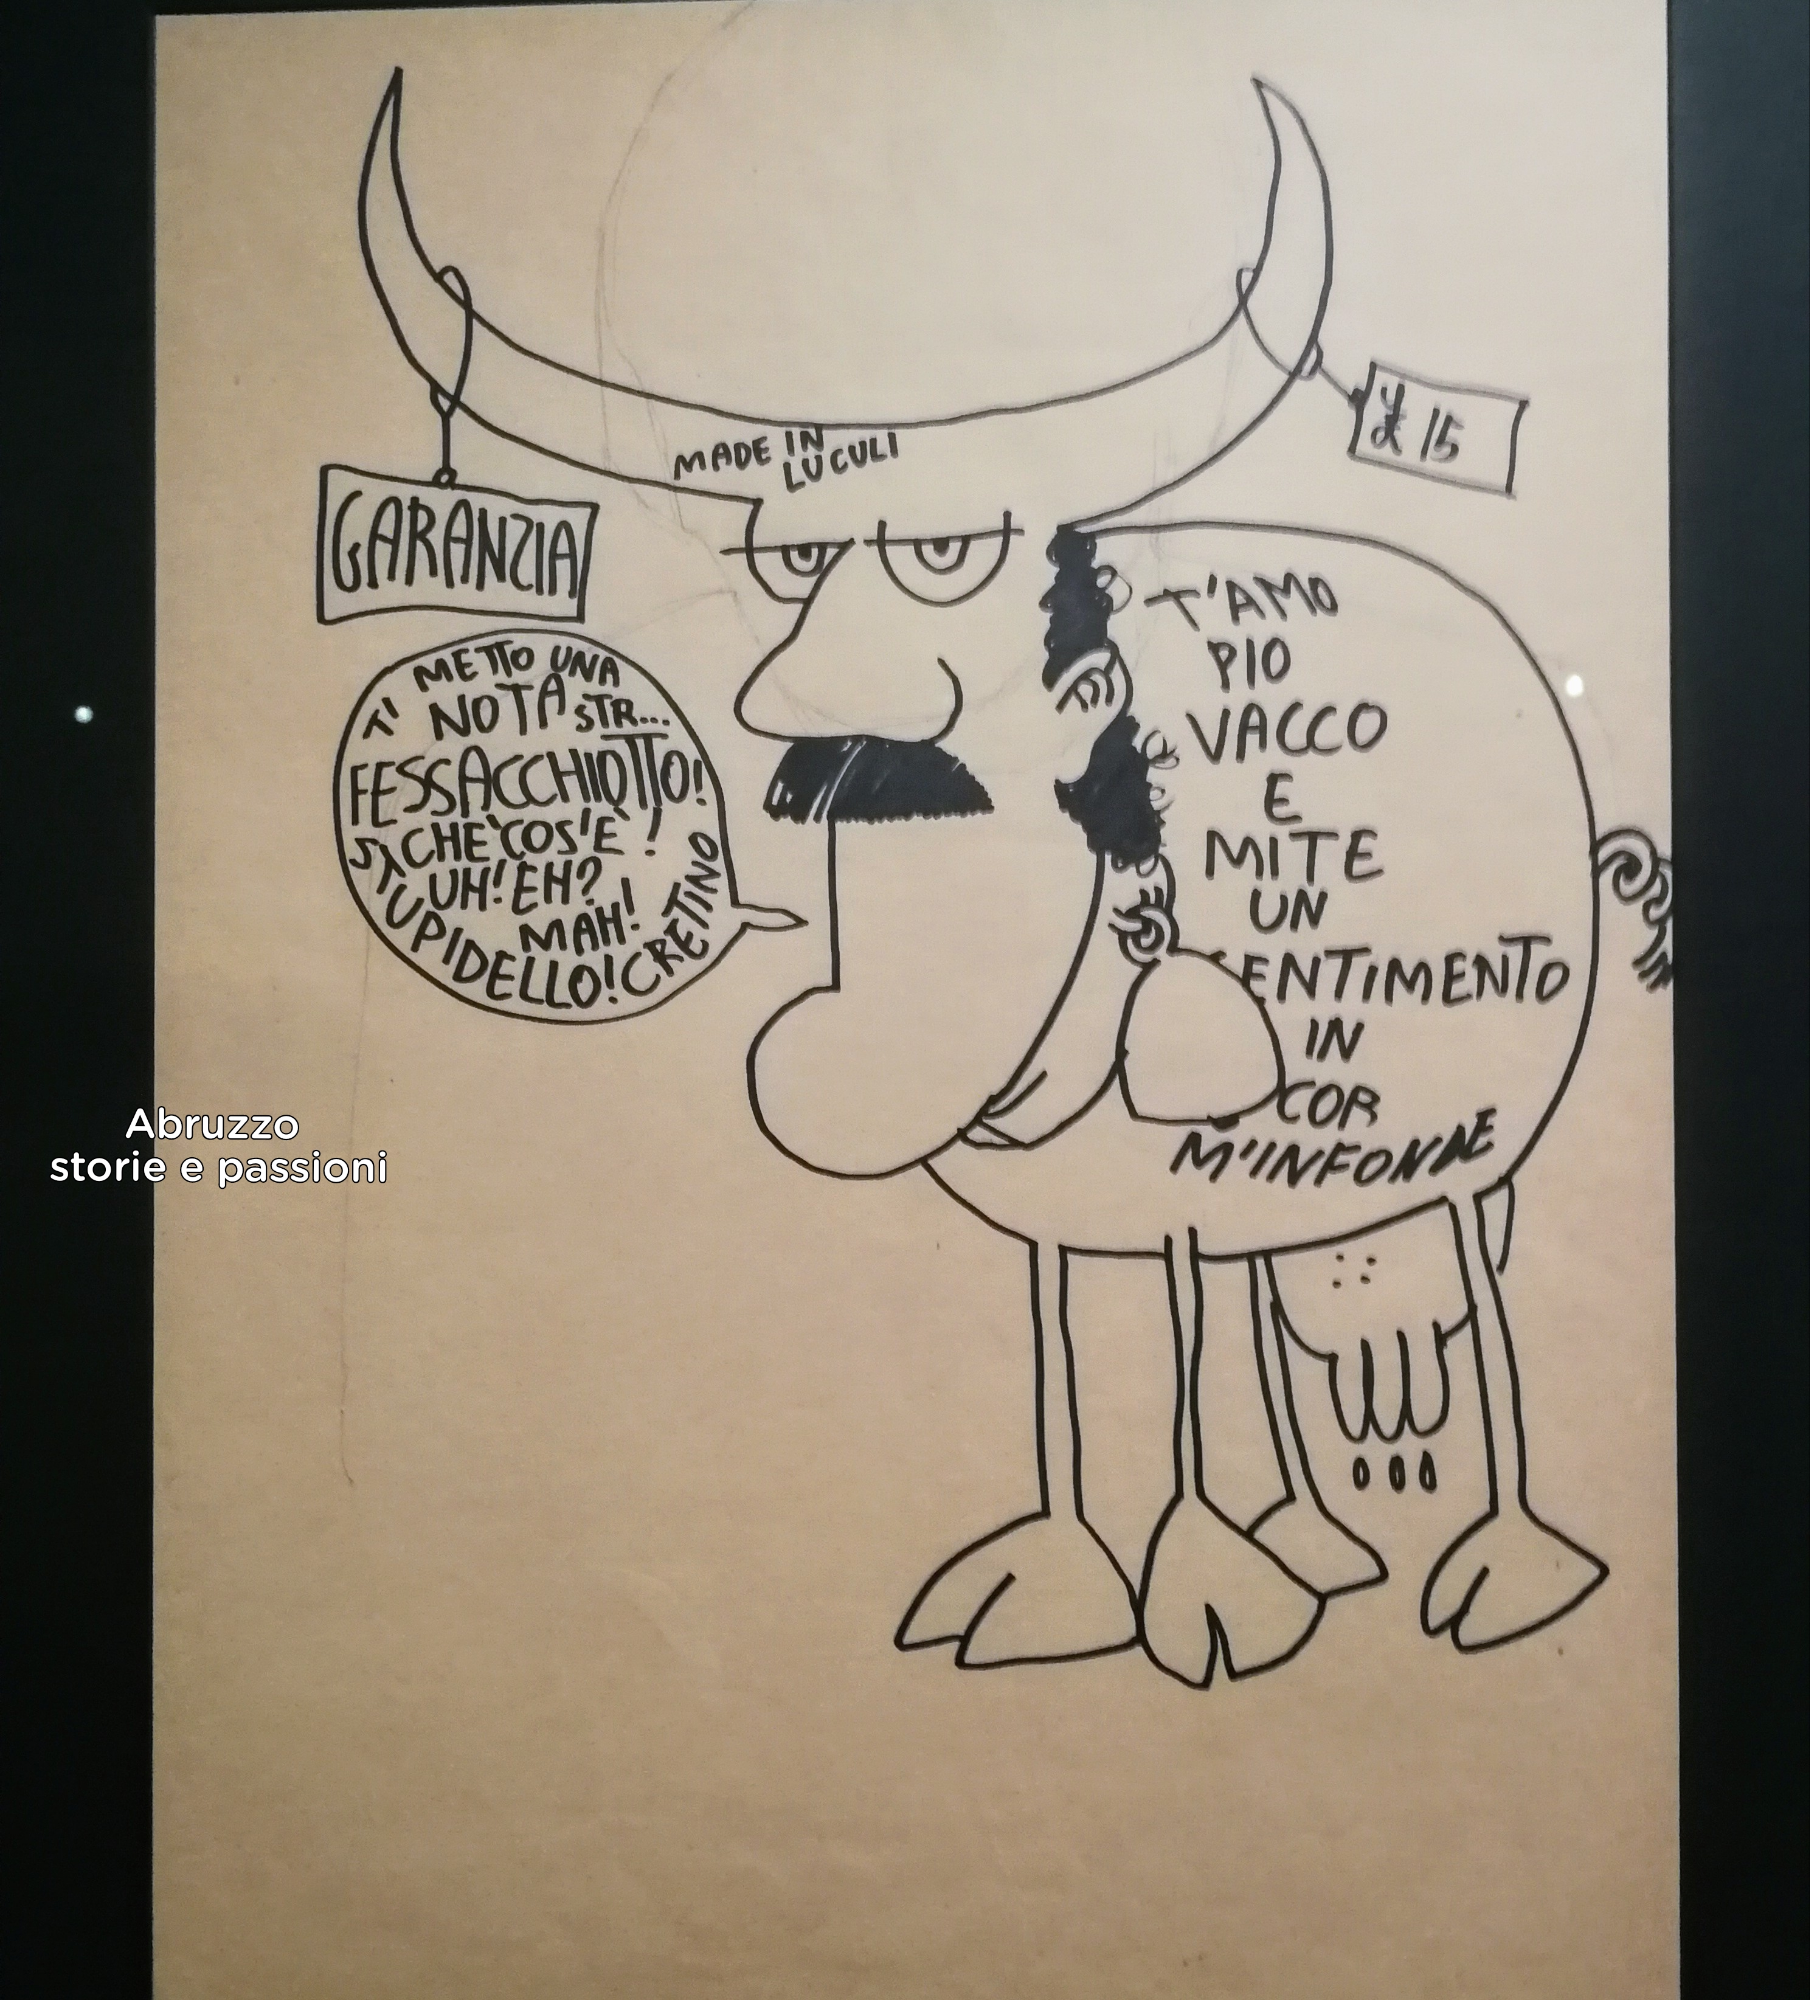 MADE IN
LUCULI
£ 15
GARANZIA
TI METTO UNA
NOTA STR...
FESSACCHIOTTO!
CHE COS'È!
UH! EH?
MAH!
STUPIDELLO! CRETINO
T'AMO
PIO
VACCO
E
MITE
UN
SENTIMENTO
IN
COR
M'INFONDE
Abruzzo
storie e passioni